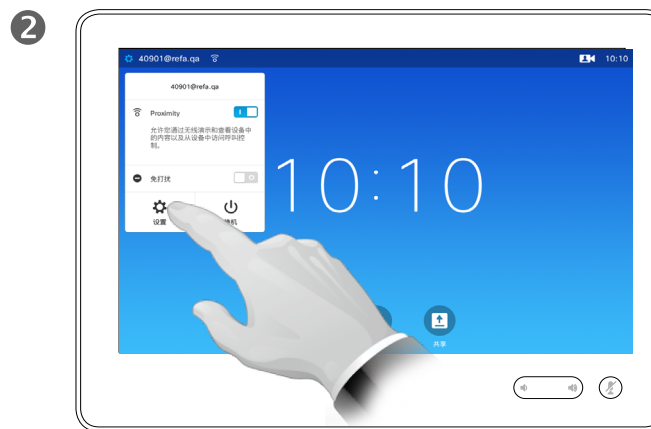 2
40901@refa.qa
10:10
40901@refa.qa
Proximity
允许您通过无线演示和查看设备中
的内容以及从设备中访问呼叫控
制。
免打扰
设置
待机
10:10
共享